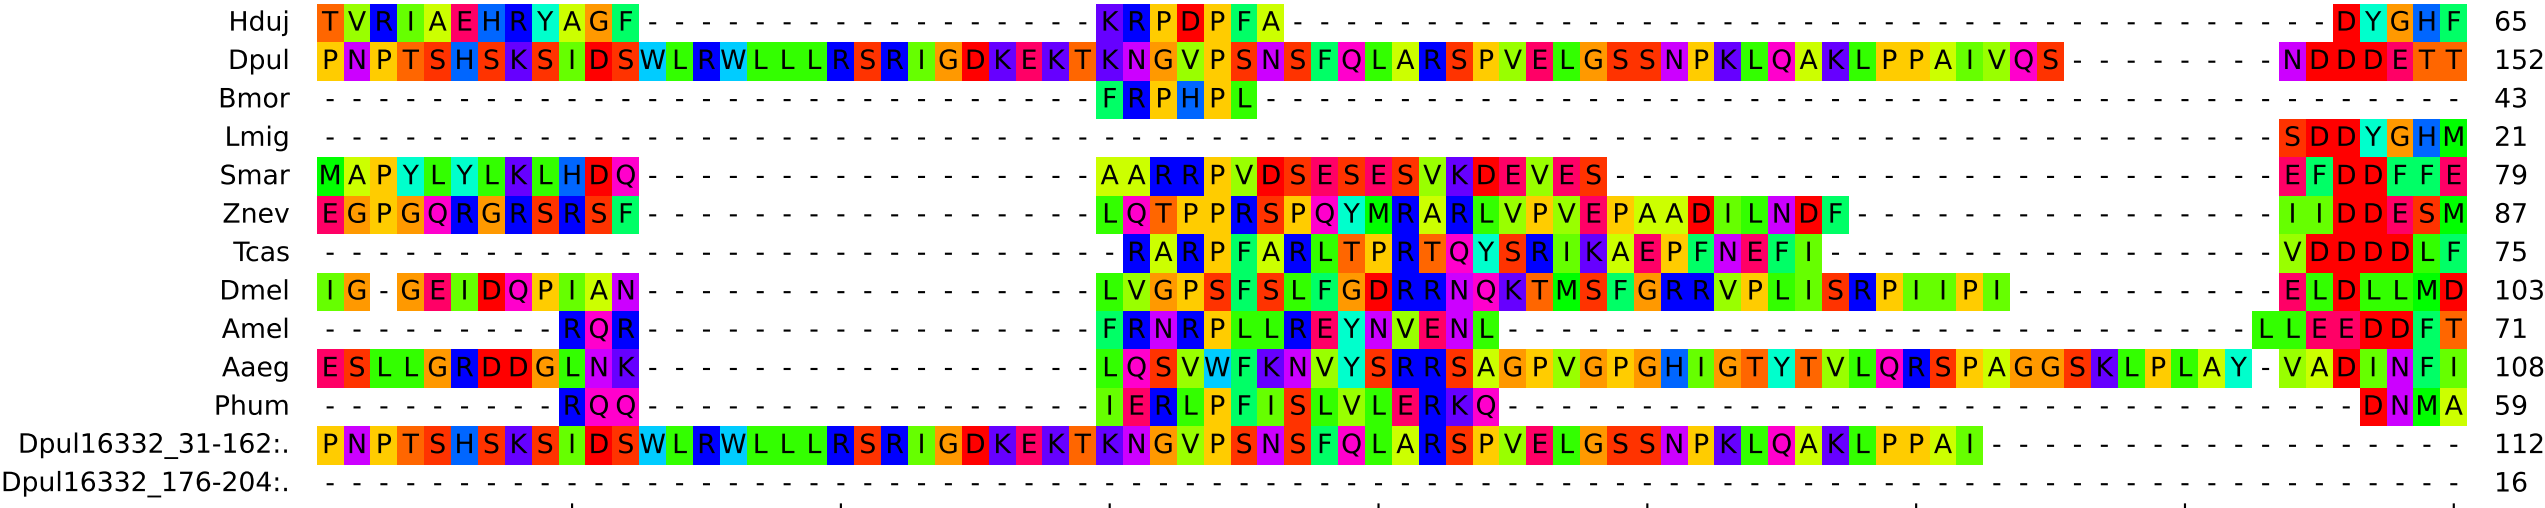 Hduj TVRIAEHRYAGF-----------------KRPDPFA---------------------------------------DYGHF 65
Dpul PNPTSHSKSIDSWLRWLLLRSRIGDKEKTKNGVPSNSFQLARSPVELGSSNPKLQAKLPPAIVQS--------NDDDETT 152
Bmor -----------------------------FRPHPL--------------------------------------------- 43
Lmig -------------------------------------------------------------------------SDDYGHM 21
Smar MAPYLYLKLHDQ-----------------AARRPVDSESESVKDEVES-------------------------EFDDFFE 79
Znev EGPGQRGRSRSF-----------------LQTPPRSPQYMRARLVPVEPAADILNDF----------------IIDDESM 87
Tcas ------------------------------RARPFARLTPRTQYSRIKAEPFNEFI-----------------VDDDDLF 75
Dmel IG-GEIDQPIAN-----------------LVGPSFSLFGDRRNQKTMSFGRRVPLISRPIIPI----------ELDLLMD 103
Amel ---------RQR-----------------FRNRPLLREYNVENL----------------------------LLEEDDFT 71
Aaeg ESLLGRDDGLNK-----------------LQSVWFKNVYSRRSAGPVGPGHIGTYTVLQRSPAGGSKLPLAY-VADINFI 108
Phum ---------RQQ-----------------IERLPFISLVLERKQ--------------------------------DNMA 59
Dpul16332_31-162:. PNPTSHSKSIDSWLRWLLLRSRIGDKEKTKNGVPSNSFQLARSPVELGSSNPKLQAKLPPAI------------------ 112
Dpul16332_176-204:. -------------------------------------------------------------------------------- 16